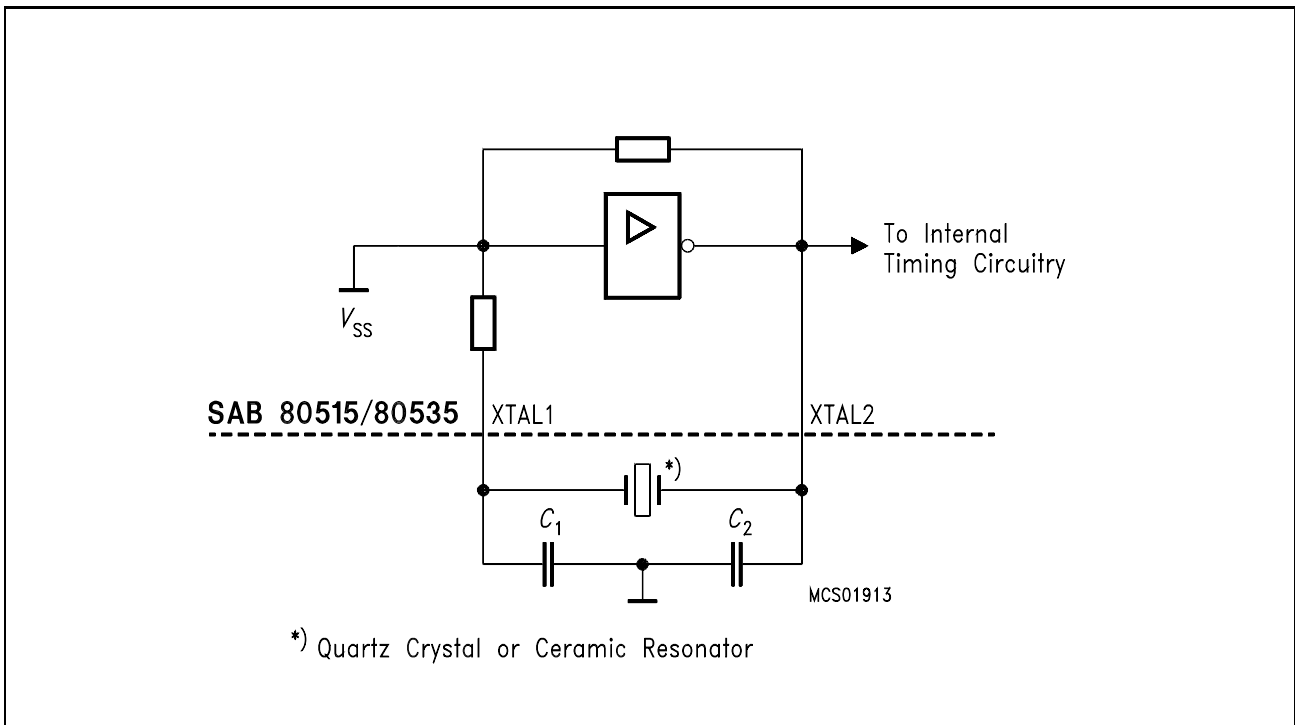 To Internal
Timing Circuitry
VSS
SAB 80515/80535
XTAL1
XTAL2
*)
C1
C2
MCS01913
*) Quartz Crystal or Ceramic Resonator